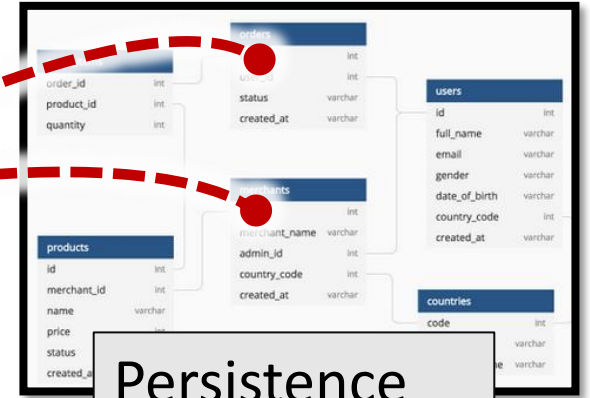 orders
int
order_id int
product_id int
quantity int
int
status varchar
created_at varchar
users
id int
full_name varchar
email varchar
gender varchar
date_of_birth varchar
country_code int
created_at varchar
merchants
int
merchant_name varchar
admin_id int
country_code int
created_at varchar
products
id int
merchant_id int
name varchar
price
status
created_a
countries
code int
varchar
varchar
Persistence